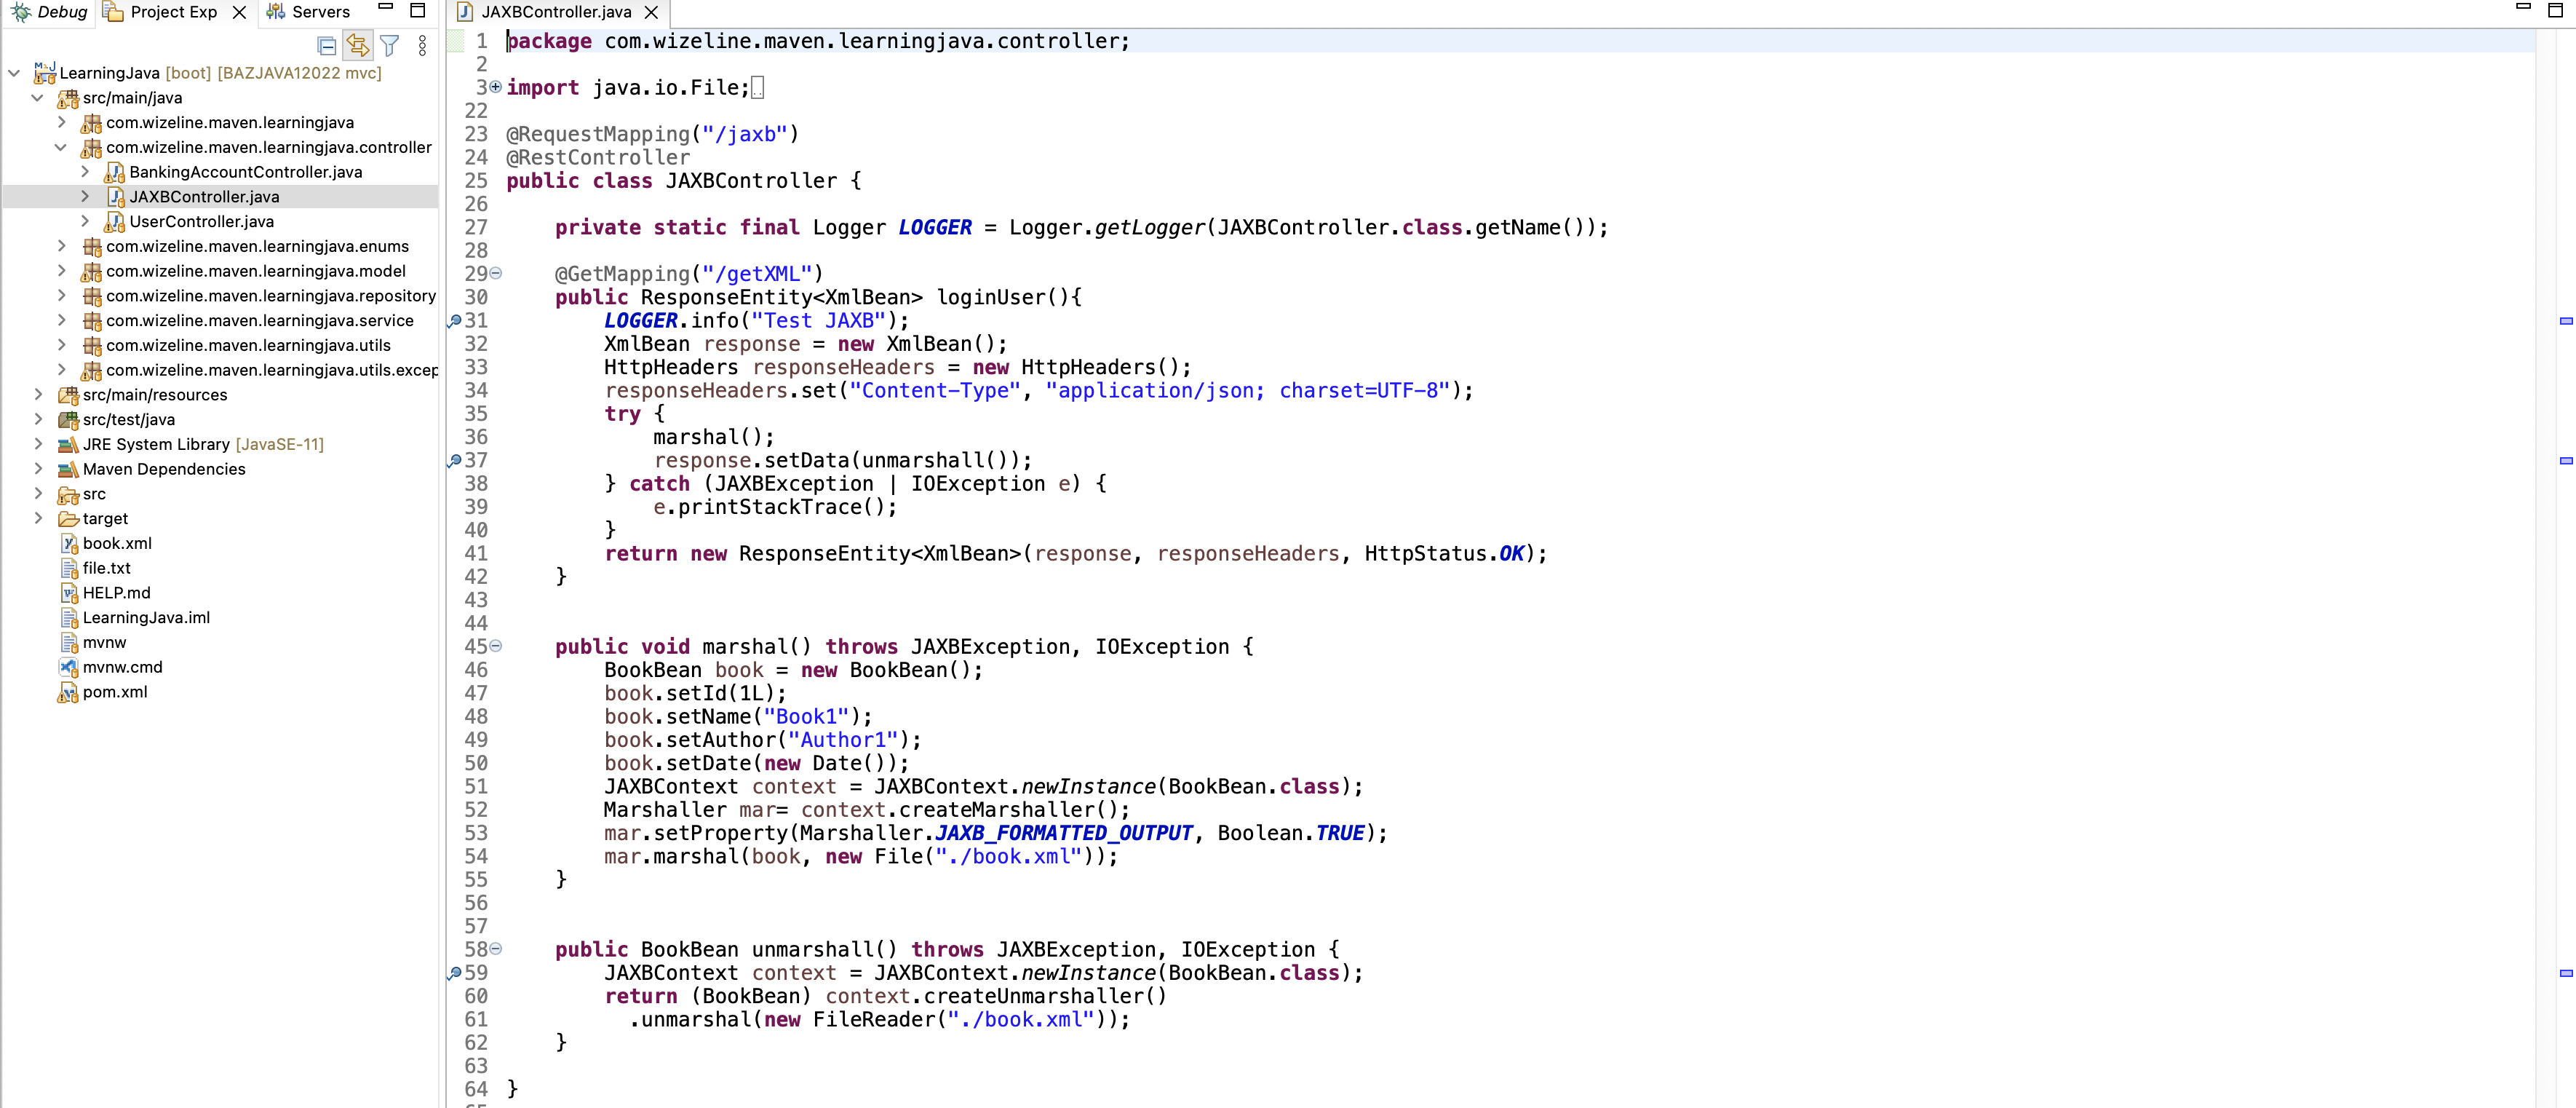 Debug
Project Exp
Servers
LearningJava [boot] [BAZJAVA12022 mvc]
src/main/java
com.wizeline.maven.learningjava
com.wizeline.maven.learningjava.controller
BankingAccountController.java
JAXBController.java
UserController.java
com.wizeline.maven.learningjava.enums
com.wizeline.maven.learningjava.model
com.wizeline.maven.learningjava.repository
com.wizeline.maven.learningjava.service
com.wizeline.maven.learningjava.utils
com.wizeline.maven.learningjava.utils.excep
src/main/resources
src/test/java
JRE System Library [JavaSE-11]
Maven Dependencies
src
target
book.xml
file.txt
HELP.md
LearningJava.iml
mvnw
mvnw.cmd
pom.xml
JAXBController.java
1 package com.wizeline.maven.learningjava.controller;
2
3 import java.io.File;
22
23 @RequestMapping("/jaxb")
24 @RestController
25 public class JAXBController {
26
27 private static final Logger LOGGER = Logger.getLogger(JAXBController.class.getName());
28
29 @GetMapping("/getXML")
30 public ResponseEntity<XmlBean> loginUser(){
31 LOGGER.info("Test JAXB");
32 XmlBean response = new XmlBean();
33 HttpHeaders responseHeaders = new HttpHeaders();
34 responseHeaders.set("Content-Type", "application/json; charset=UTF-8");
35 try {
36 marshal();
37 response.setData(unmarshall());
38 } catch (JAXBException | IOException e) {
39 e.printStackTrace();
40 }
41 return new ResponseEntity<XmlBean>(response, responseHeaders, HttpStatus.OK);
42 }
43
44
45 public void marshal() throws JAXBException, IOException {
46 BookBean book = new BookBean();
47 book.setId(1L);
48 book.setName("Book1");
49 book.setAuthor("Author1");
50 book.setDate(new Date());
51 JAXBContext context = JAXBContext.newInstance(BookBean.class);
52 Marshaller mar= context.createMarshaller();
53 mar.setProperty(Marshaller.JAXB_FORMATTED_OUTPUT, Boolean.TRUE);
54 mar.marshal(book, new File("./book.xml"));
55 }
56
57
58 public BookBean unmarshall() throws JAXBException, IOException {
59 JAXBContext context = JAXBContext.newInstance(BookBean.class);
60 return (BookBean) context.createUnmarshaller()
61 .unmarshal(new FileReader("./book.xml"));
62 }
63
64 }